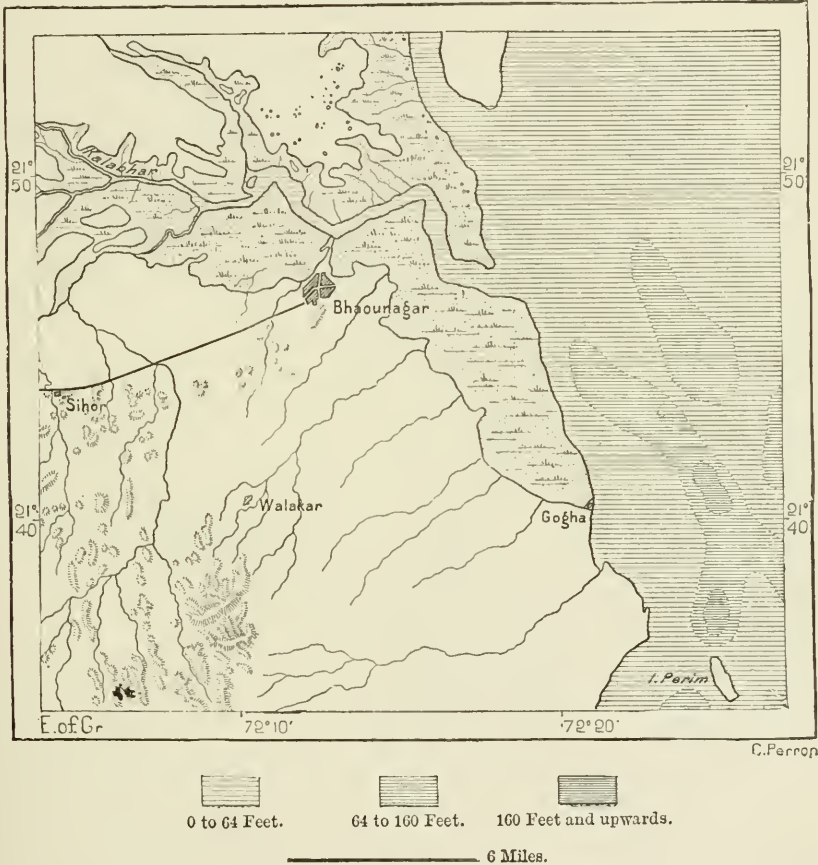 Kalabhar
21°
50
21°
50
Bhaounagar
Sihor
Walakar
21°
40
Gogha
21°
40
I. Perim
E. of Gr
72°10'
72°20'
C. Perron
0 to 64 Feet.
64 to 160 Feet.
160 Feet and upwards.
6 Miles.